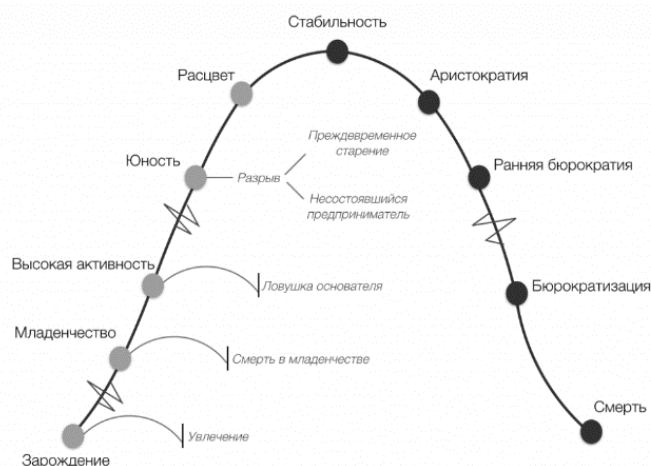 Стабильность
Расцвет
Аристократия
Преждевременное
старение
Юность
Разрыв
Ранняя бюрократия
Несостоявшийся
предприниматель
Высокая активность
Ловушка основателя
Бюрократизация
Младенчество
Смерть в младенчестве
Смерть
Увлечение
Зарождение